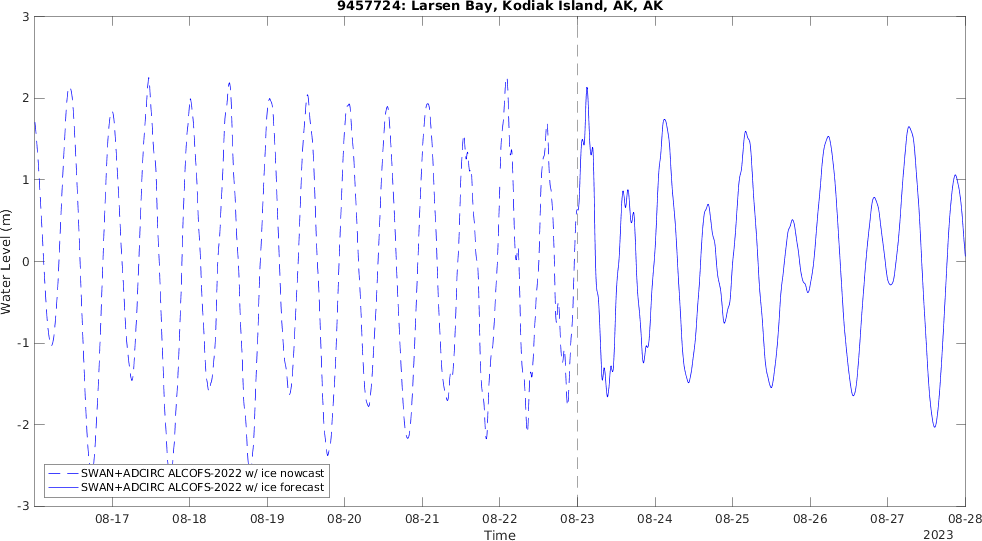 9457724: Larsen Bay, Kodiak Island, AK, AK
3
2
1
0
-1
-2
-3
Water Level (m)
SWAN+ADCIRC ALCOFS-2022 w/ ice nowcast
SWAN+ADCIRC ALCOFS-2022 w/ ice forecast
08-17 08-18 08-19 08-20 08-21 08-22 08-23 08-24 08-25 08-26 08-27 08-28
Time
2023